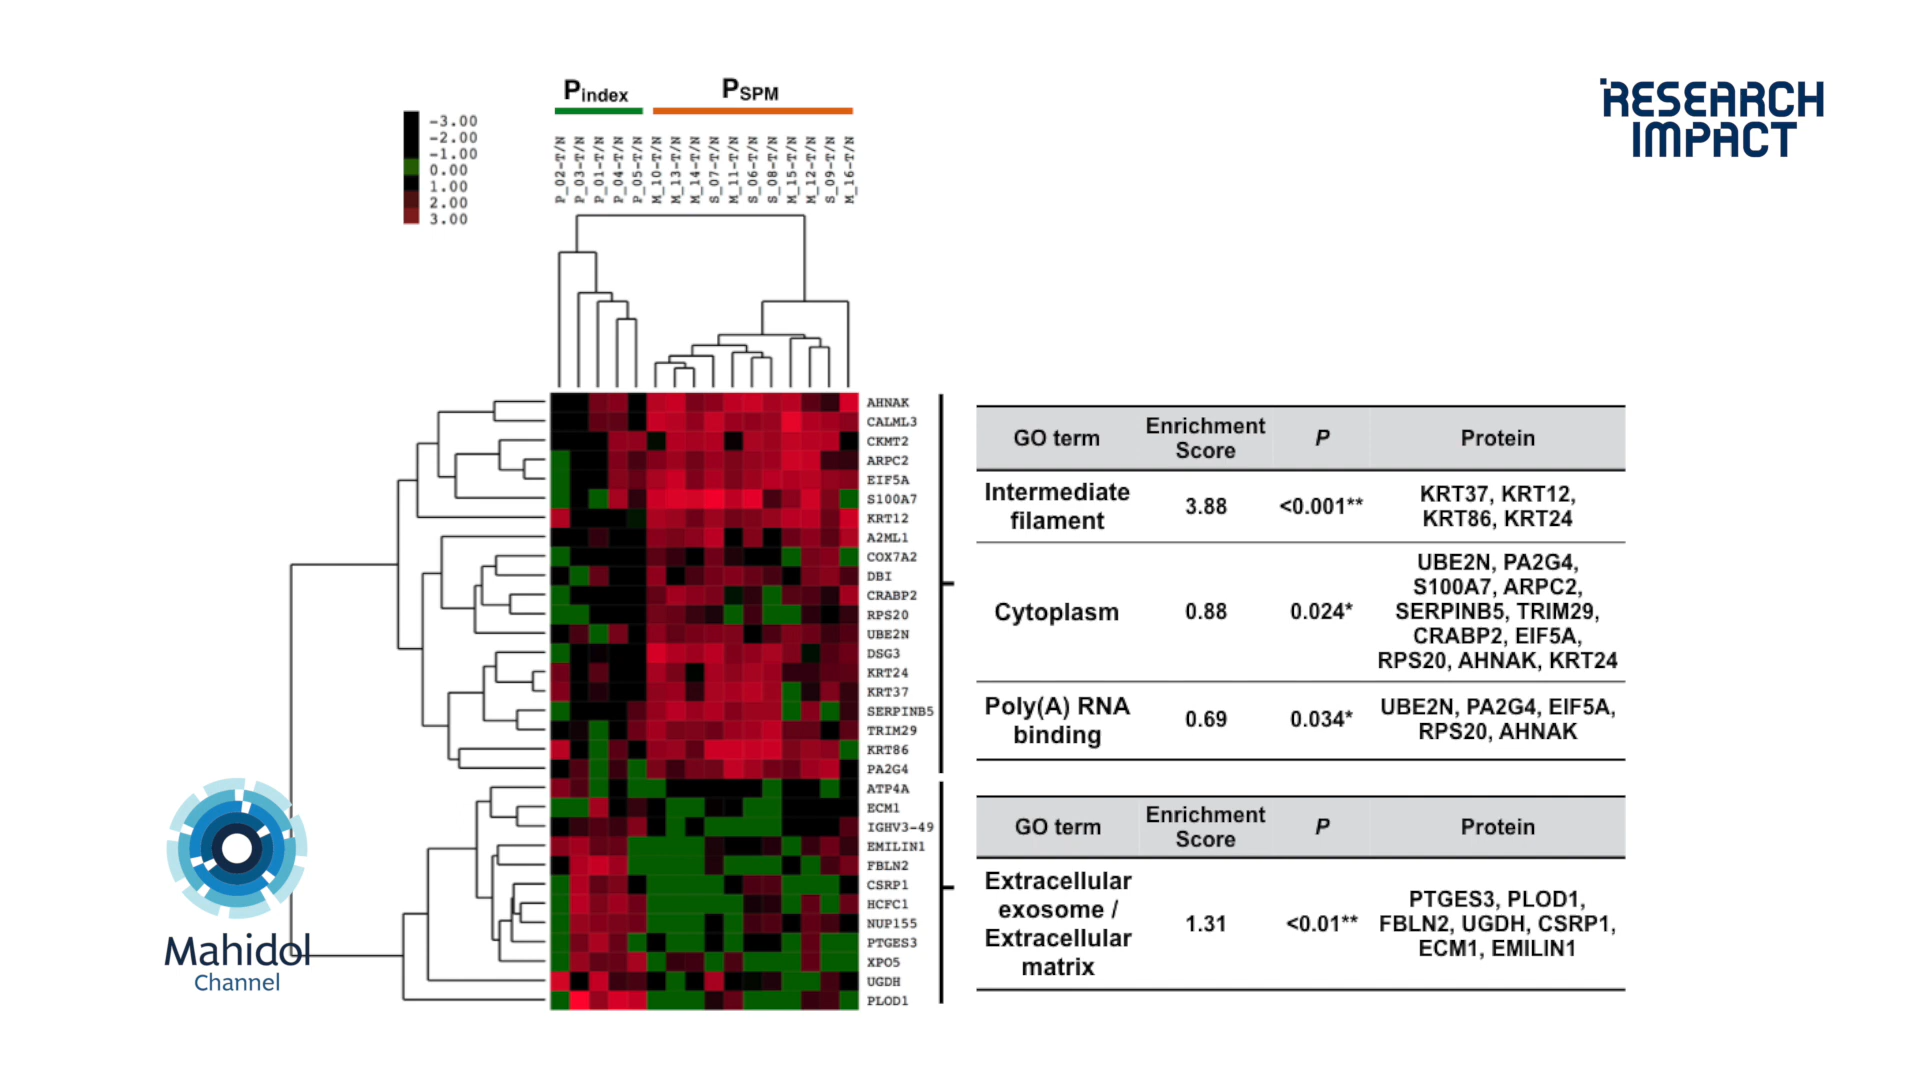 RESEARCH
IMPACT
Pindex
PSPM
-3.00
-2.00
-1.00
0.00
1.00
2.00
3.00
P_02-T/N
P_03-T/N
P_01-T/N
P_04-T/N
P_05-T/N
M_10-T/N
M_13-T/N
M_14-T/N
S_07-T/N
M_11-T/N
S_06-T/N
S_08-T/N
M_15-T/N
M_12-T/N
S_09-T/N
M_16-T/N
AHNAK
CALML3
CKMT2
ARPC2
EIF5A
S100A7
KRT12
A2ML1
COX7A2
DBI
CRABP2
RPS20
UBE2N
DSG3
KRT24
KRT37
SERPINB5
TRIM29
KRT86
PA2G4
ATP4A
ECM1
IGHV3-49
EMILIN1
FBLN2
CSRP1
HCFC1
NUP155
PTGES3
XPO5
UGDH
PLOD1
GO term
Enrichment
Score
P
Protein
Intermediate
filament
3.88
<0.001**
KRT37, KRT12,
KRT86, KRT24
Cytoplasm
0.88
0.024*
UBE2N, PA2G4,
S100A7, ARPC2,
SERPINB5, TRIM29,
CRABP2, EIF5A,
RPS20, AHNAK, KRT24
Poly(A) RNA
binding
0.69
0.034*
UBE2N, PA2G4, EIF5A,
RPS20, AHNAK
GO term
Enrichment
Score
P
Protein
Extracellular
exosome /
Extracellular
matrix
1.31
<0.01**
PTGES3, PLOD1,
FBLN2, UGDH, CSRP1,
ECM1, EMILIN1
Mahidol
Channel